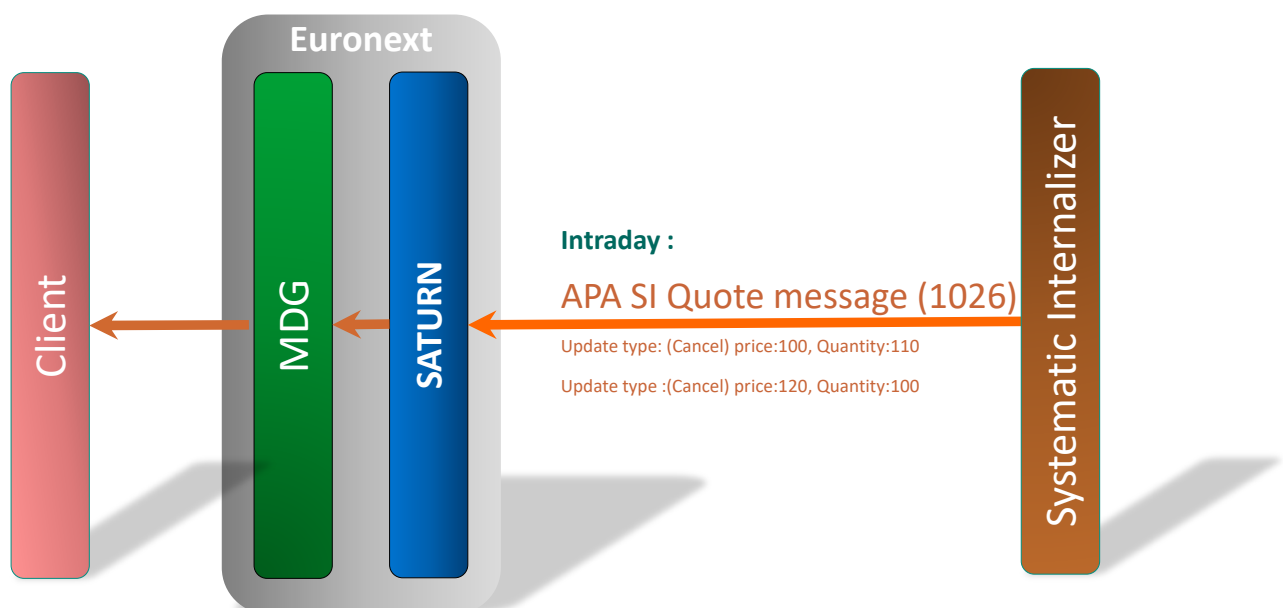 Euronext
Client
MDG
SATURN
Intraday :
APA SI Quote message (1026)
Update type: (Cancel) price:100, Quantity:110
Update type :(Cancel) price:120, Quantity:100
Systematic Internalizer